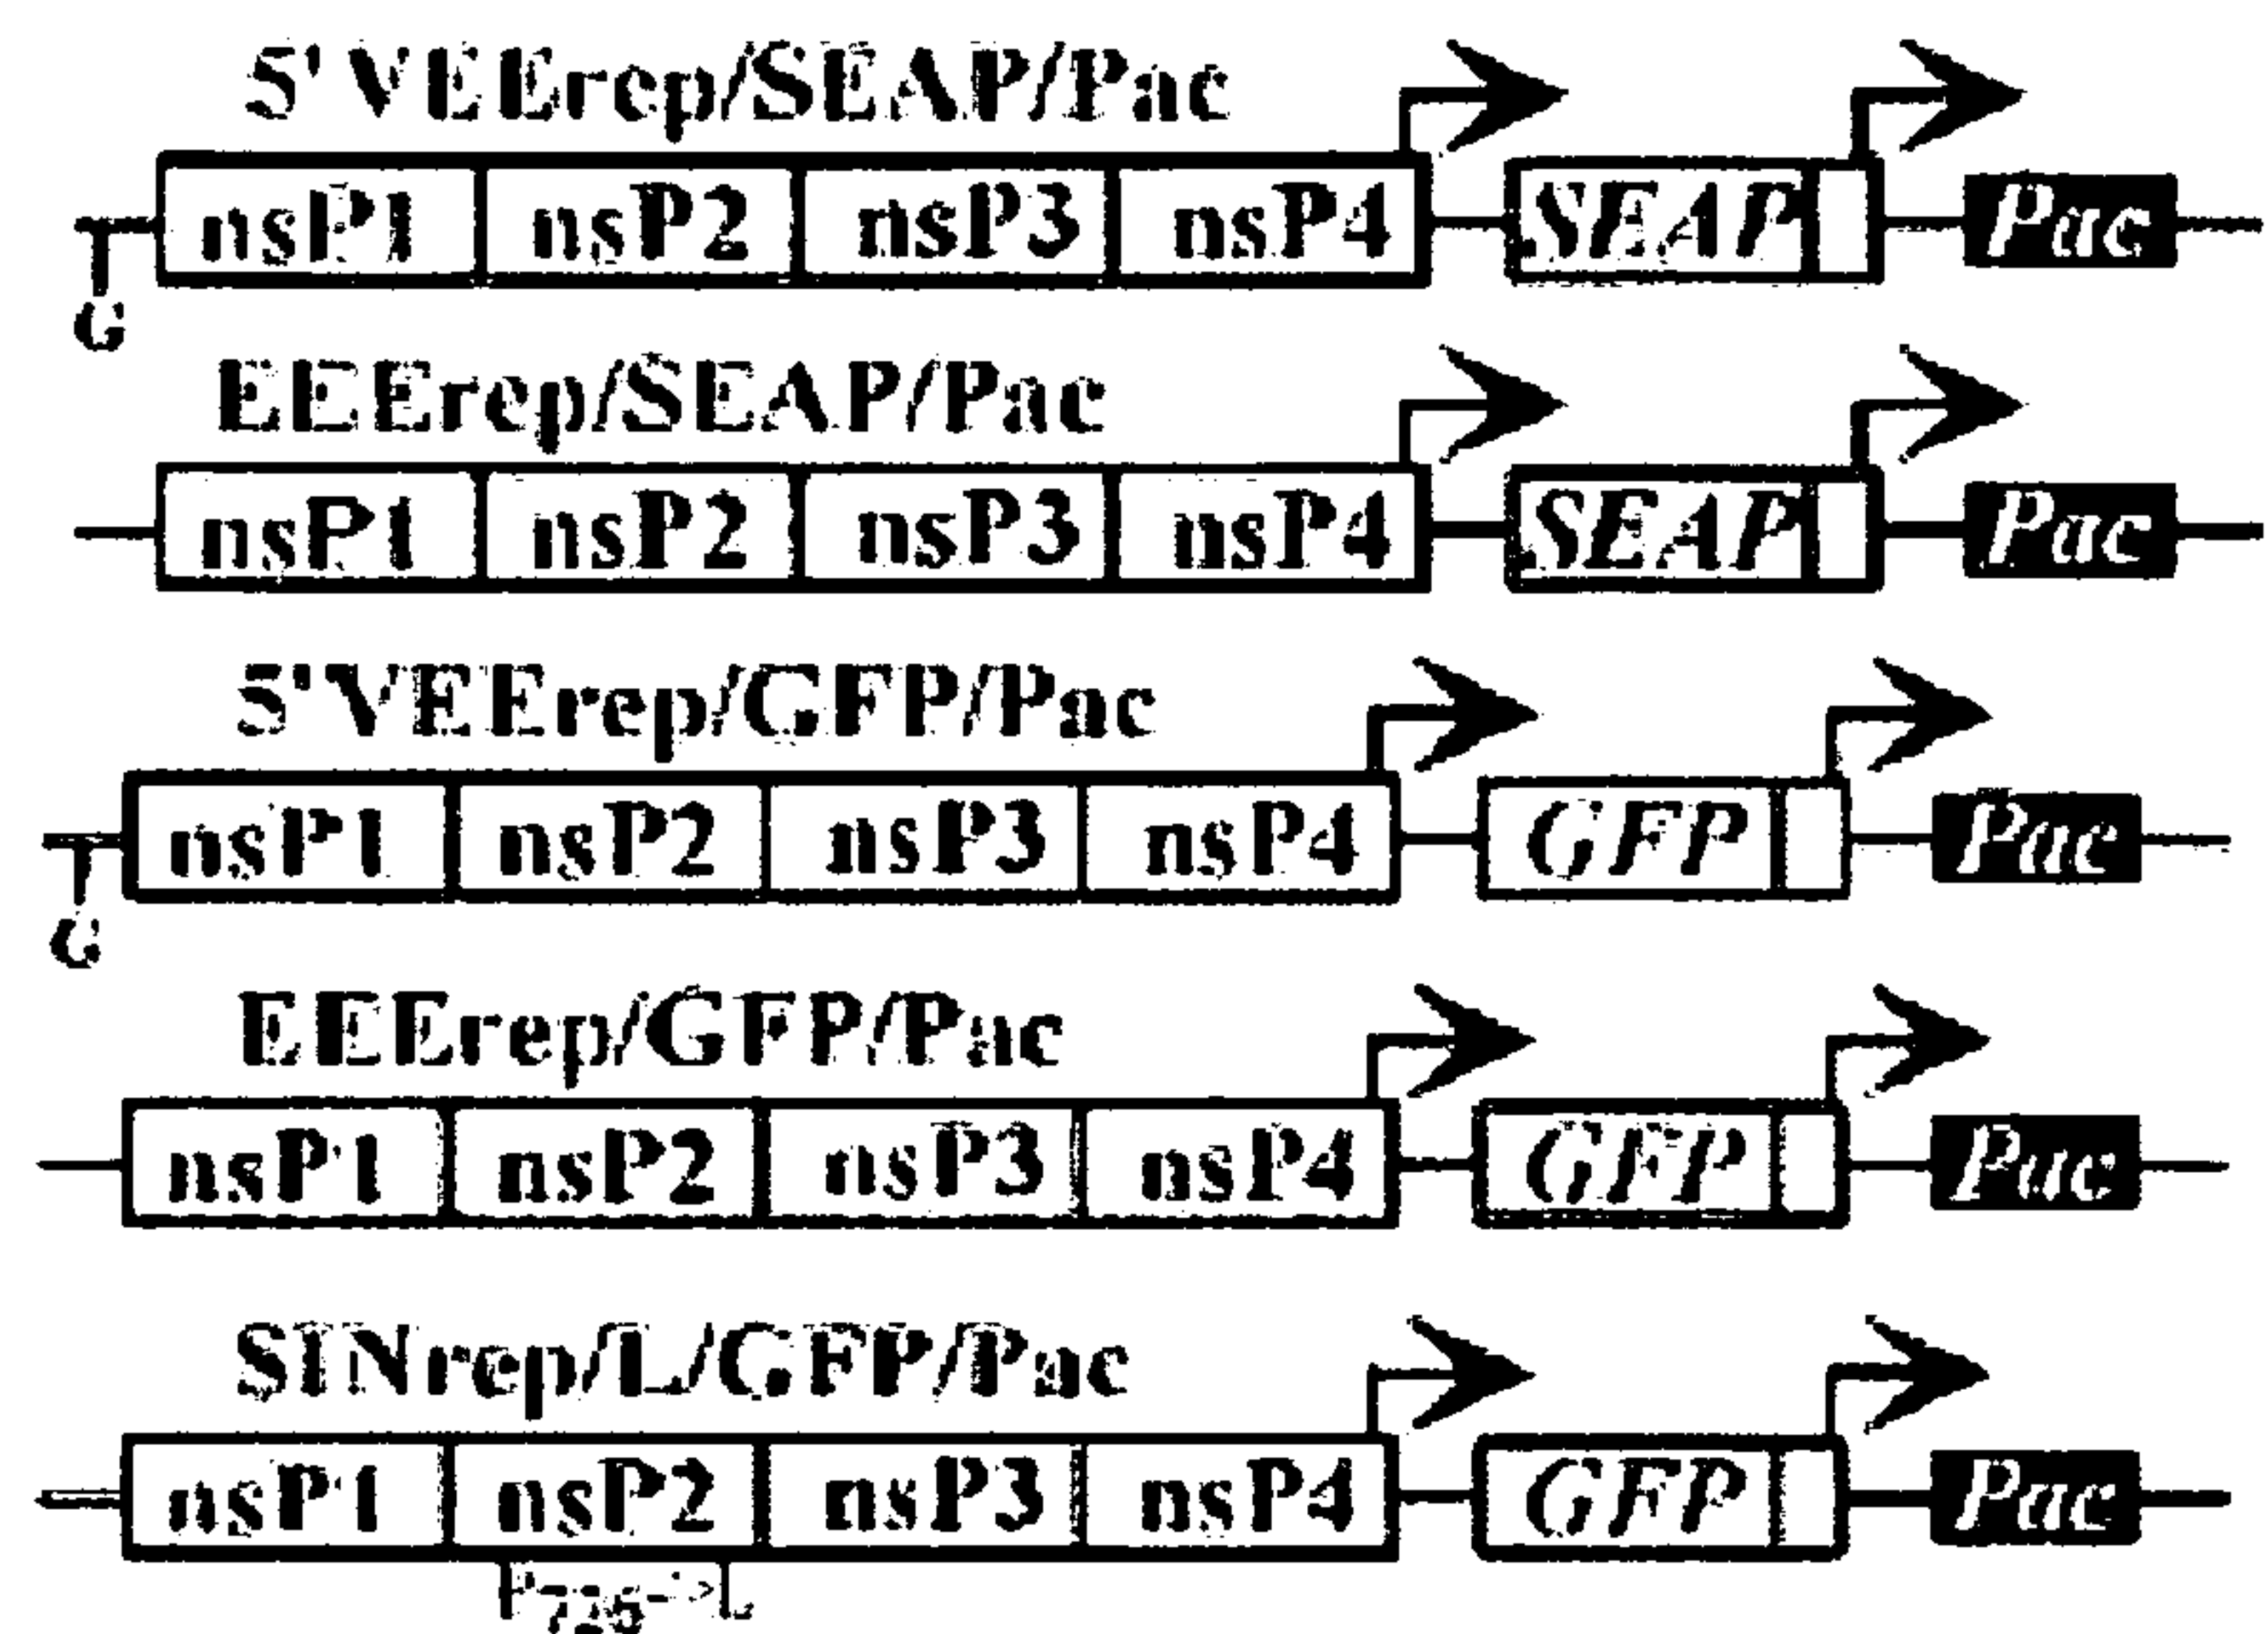 5'VEErep/SEAP/Pac
nsP1 nsP2 nsP3 nsP4 SEAP Pac
G
EEErep/SEAP/Pac
nsP1 nsP2 nsP3 nsP4 SEAP Pac
5'VEErep/GFP/Pac
nsP1 nsP2 nsP3 nsP4 GFP Pac
G
EEErep/GFP/Pac
nsP1 nsP2 nsP3 nsP4 GFP Pac
SINrep/L/GFP/Pac
nsP1 nsP2 nsP3 nsP4 GFP Pac
P726->L